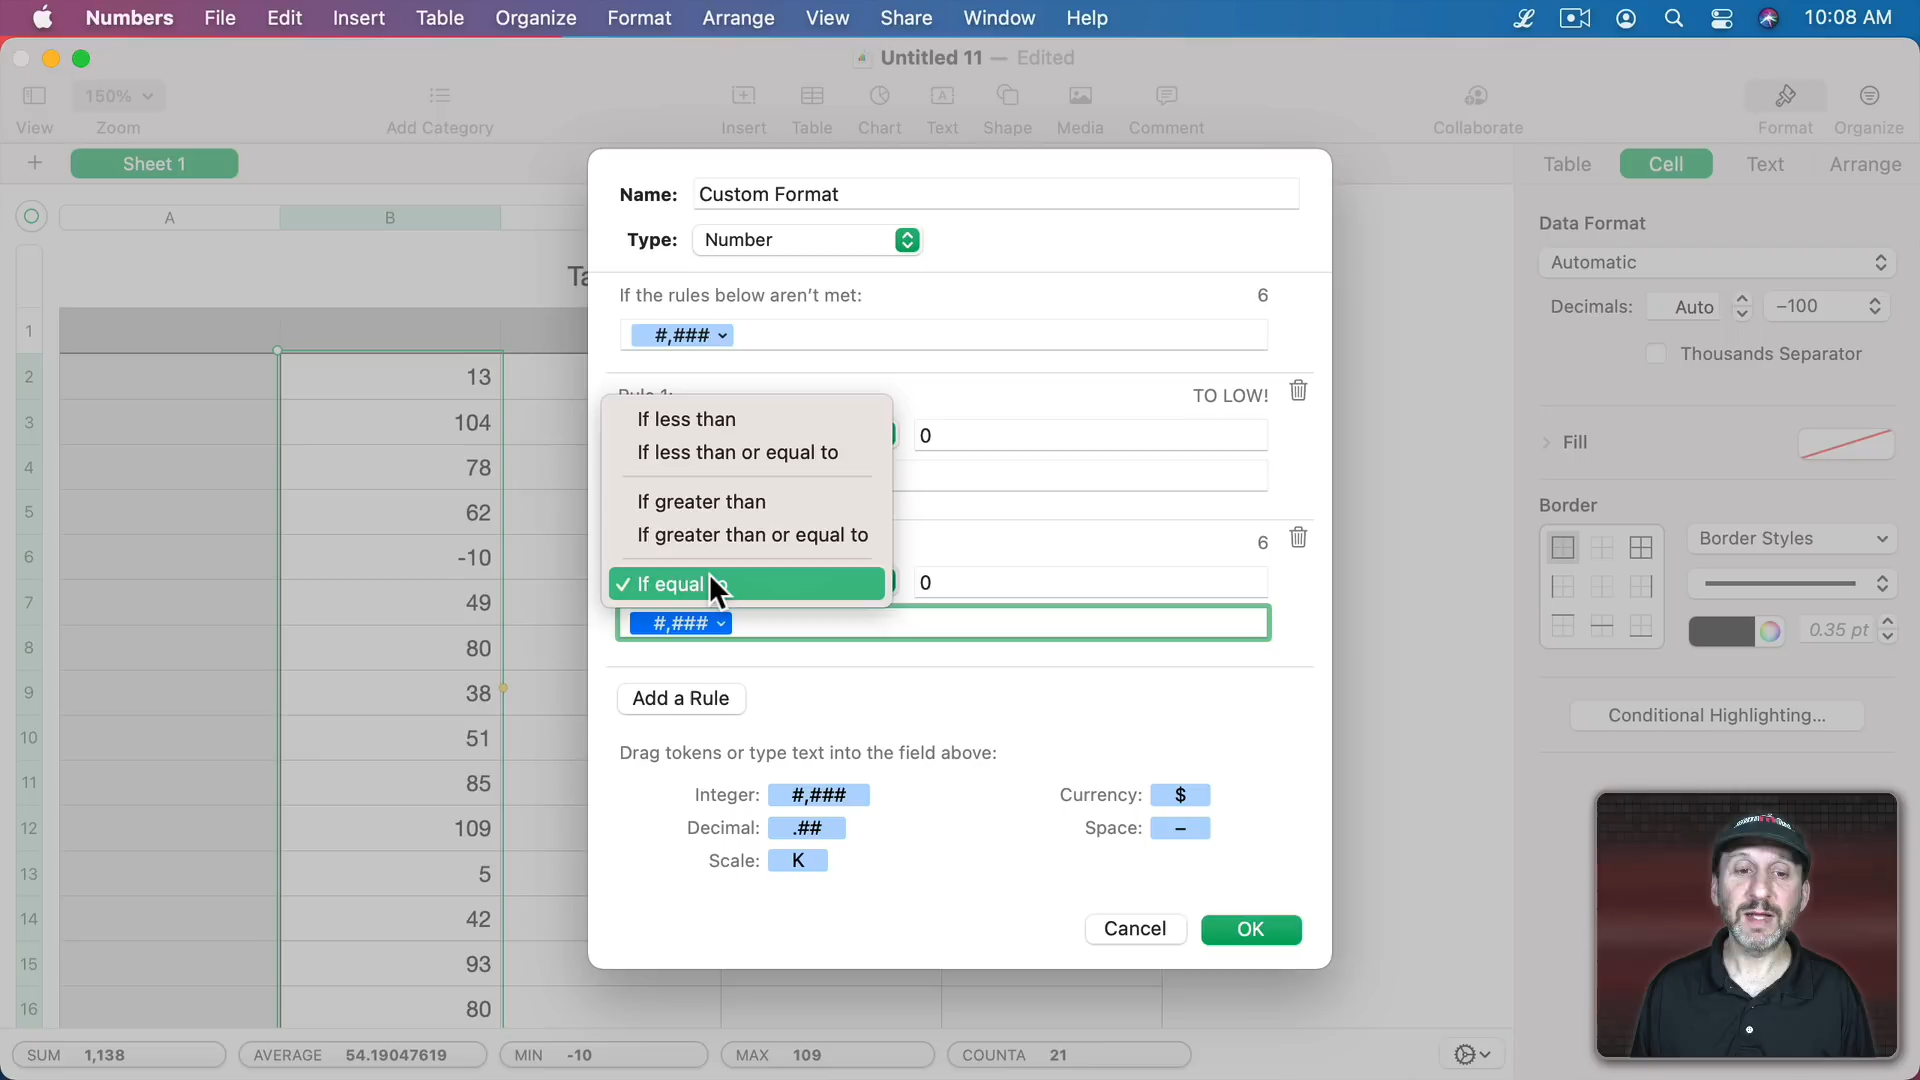 Numbers File Edit Insert Table Organize Format Arrange View Share Window Help 10:08 AM
Untitled 11 — Edited
150%
View Zoom Add Category Insert Table Chart Text Shape Media Comment Collaborate Format Organize
Sheet 1
Table Cell Text Arrange
A B
Name: Custom Format
Type: Number
If the rules below aren't met: 6
#,###
TO LOW!
If less than
If less than or equal to
If greater than
If greater than or equal to
If equal
0
6
0
#,###
Add a Rule
Drag tokens or type text into the field above:
Integer: #,### Currency: $
Decimal: .## Space: –
Scale: K
Cancel OK
1
2 13
3 104
4 78
5 62
6 -10
7 49
8 80
9 38
10 51
11 85
12 109
13 5
14 42
15 93
16 80
Data Format
Automatic
Decimals: Auto –100
Thousands Separator
Fill
Border
Border Styles
0.35 pt
Conditional Highlighting...
SUM 1,138 AVERAGE 54.19047619 MIN -10 MAX 109 COUNTA 21